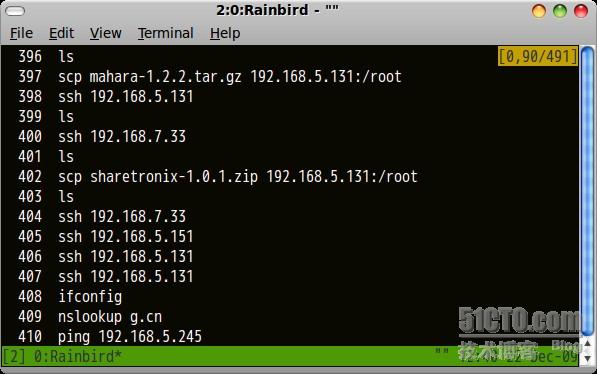 2:0:Rainbird - ""
File Edit View Terminal Help
396 ls [0,90/491]
397 scp mahara-1.2.2.tar.gz 192.168.5.131:/root
398 ssh 192.168.5.131
399 ls
400 ssh 192.168.7.33
401 ls
402 scp sharetronix-1.0.1.zip 192.168.5.131:/root
403 ls
404 ssh 192.168.7.33
405 ssh 192.168.5.151
406 ssh 192.168.5.131
407 ssh 192.168.5.131
408 ifconfig
409 nslookup g.cn
410 ping 192.168.5.245
[2] 0:Rainbird* "" Dec-09
51CTO.com
技术博客 Blog